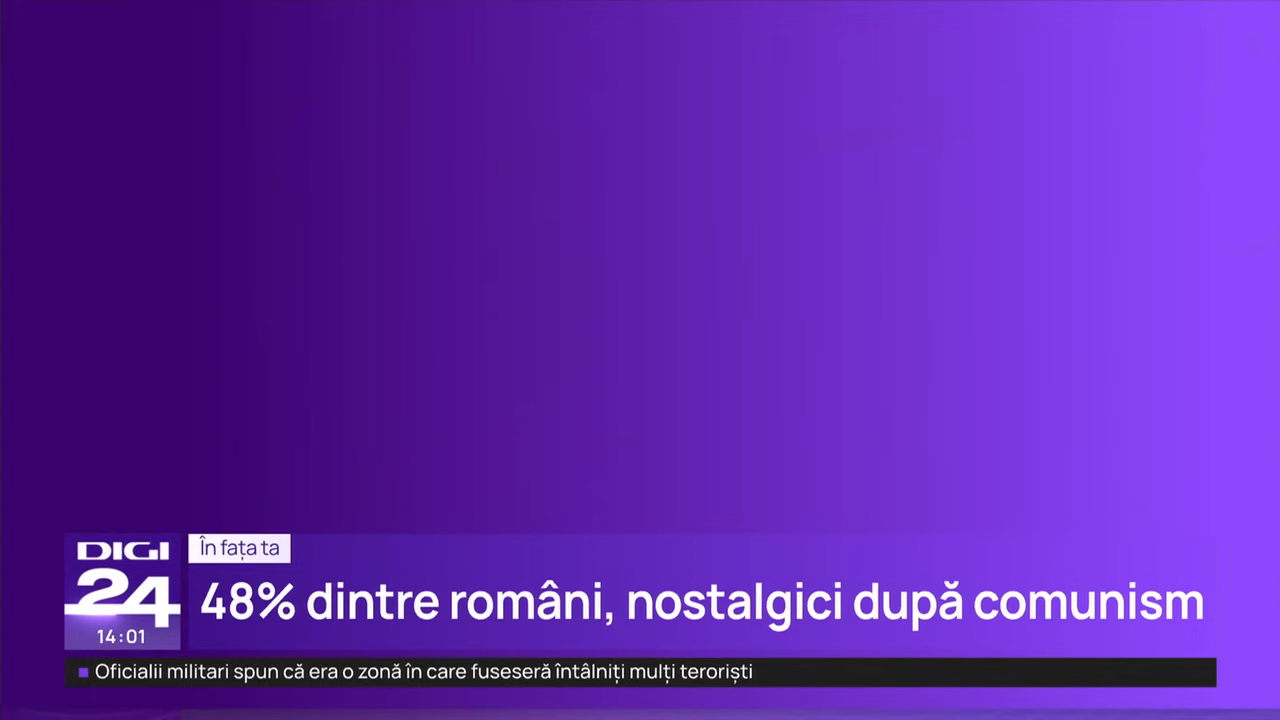 DIGI
24
14:01
În fața ta
48% dintre români, nostalgici după comunism
Oficialii militari spun că era o zonă în care fuseseră întâlniți mulți teroriști